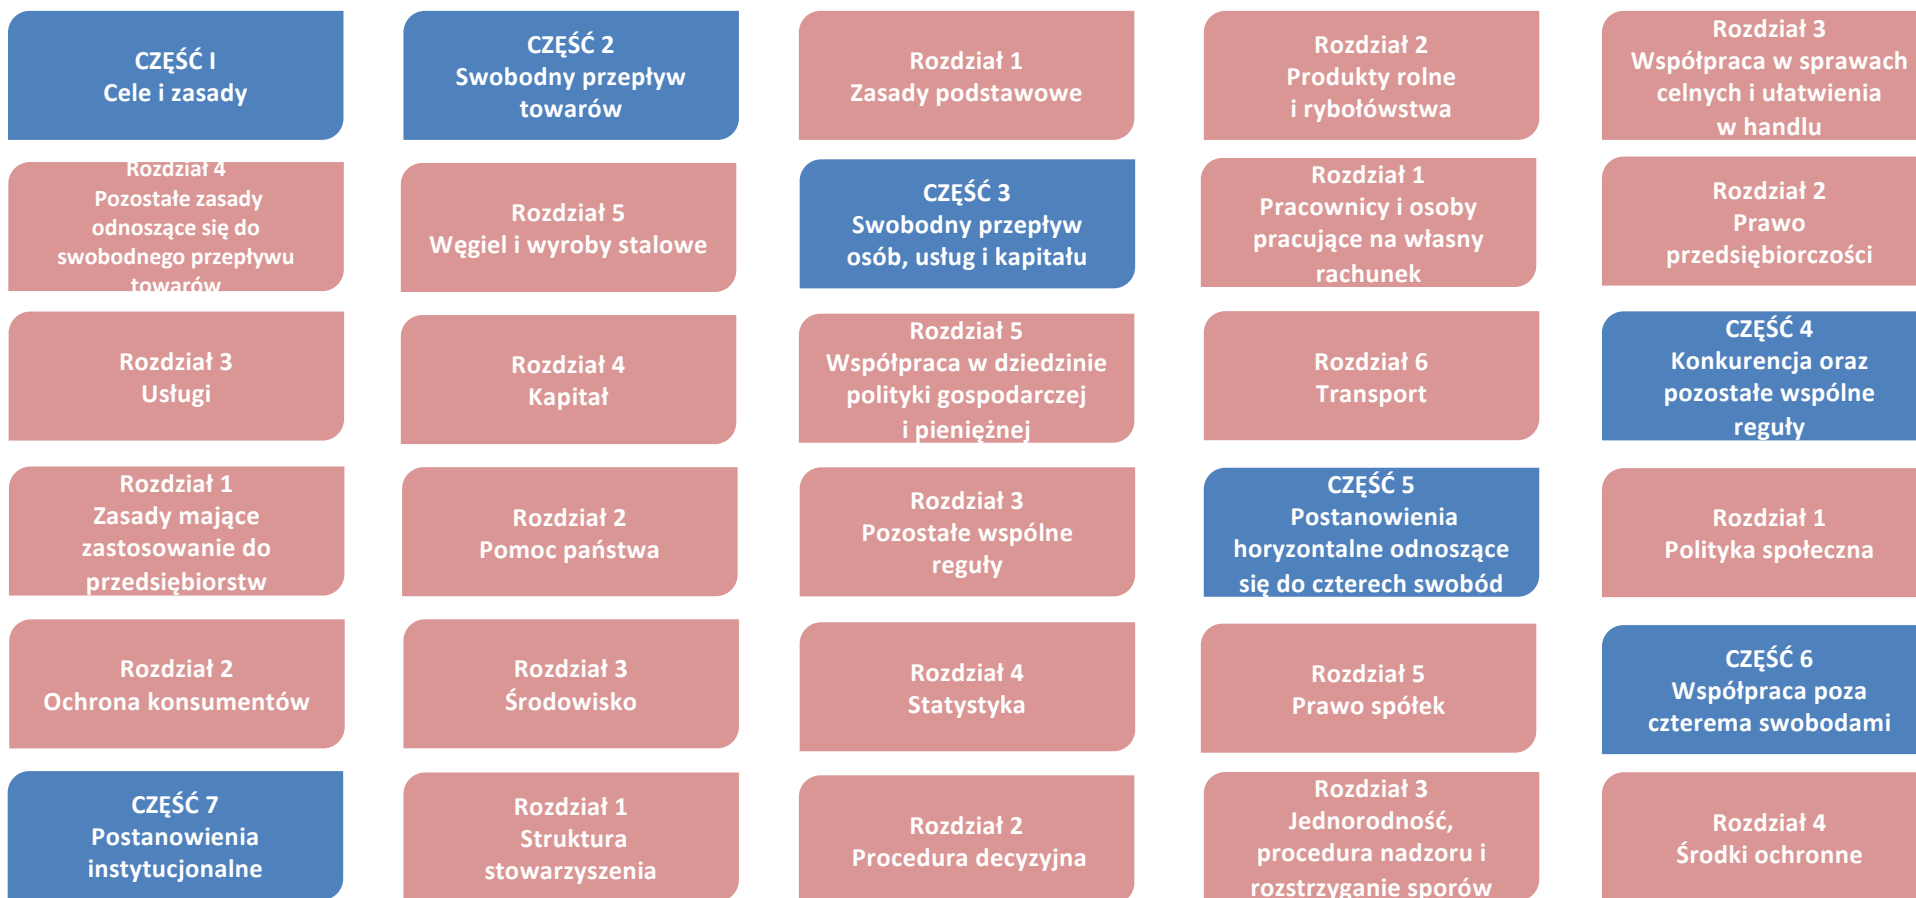 CZĘŚĆ I
Cele i zasady
CZĘŚĆ 2
Swobodny przepływ
towarów
Rozdział 1
Zasady podstawowe
Rozdział 2
Produkty rolne
i rybołówstwa
Rozdział 3
Współpraca w sprawach
celnych i ułatwienia
w handlu
Rozdział 4
Pozostałe zasady
odnoszące się do
swobodnego przepływu
towarów
Rozdział 5
Węgiel i wyroby stalowe
CZĘŚĆ 3
Swobodny przepływ
osób, usług i kapitału
Rozdział 1
Pracownicy i osoby
pracujące na własny
rachunek
Rozdział 2
Prawo
przedsiębiorczości
Rozdział 3
Usługi
Rozdział 4
Kapitał
Rozdział 5
Współpraca w dziedzinie
polityki gospodarczej
i pieniężnej
Rozdział 6
Transport
CZĘŚĆ 4
Konkurencja oraz
pozostałe wspólne
reguły
Rozdział 1
Zasady mające
zastosowanie do
przedsiębiorstw
Rozdział 2
Pomoc państwa
Rozdział 3
Pozostałe wspólne
reguły
CZĘŚĆ 5
Postanowienia
horyzontalne odnoszące
się do czterech swobód
Rozdział 1
Polityka społeczna
Rozdział 2
Ochrona konsumentów
Rozdział 3
Środowisko
Rozdział 4
Statystyka
Rozdział 5
Prawo spółek
CZĘŚĆ 6
Współpraca poza
czterema swobodami
CZĘŚĆ 7
Postanowienia
instytucjonalne
Rozdział 1
Struktura
stowarzyszenia
Rozdział 2
Procedura decyzyjna
Rozdział 3
Jednorodność,
procedura nadzoru i
rozstrzyganie sporów
Rozdział 4
Środki ochronne